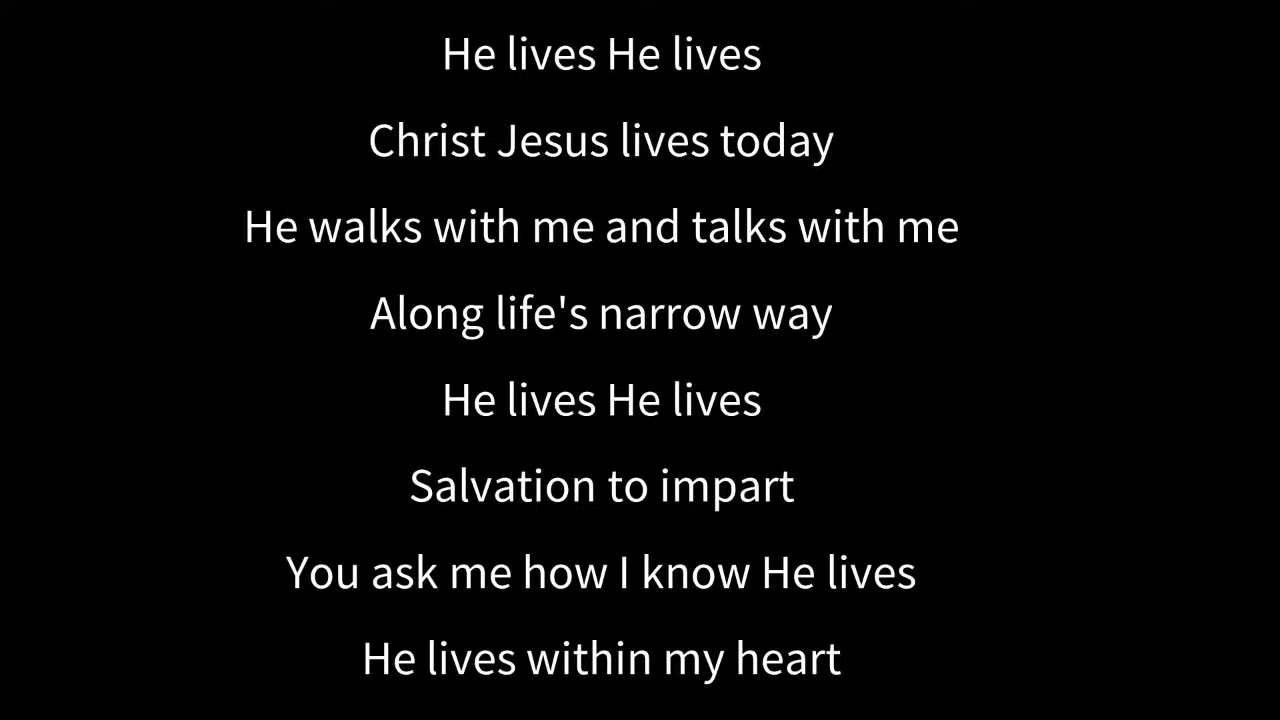 He lives He lives
Christ Jesus lives today
He walks with me and talks with me
Along life's narrow way
He lives He lives
Salvation to impart
You ask me how I know He lives
He lives within my heart